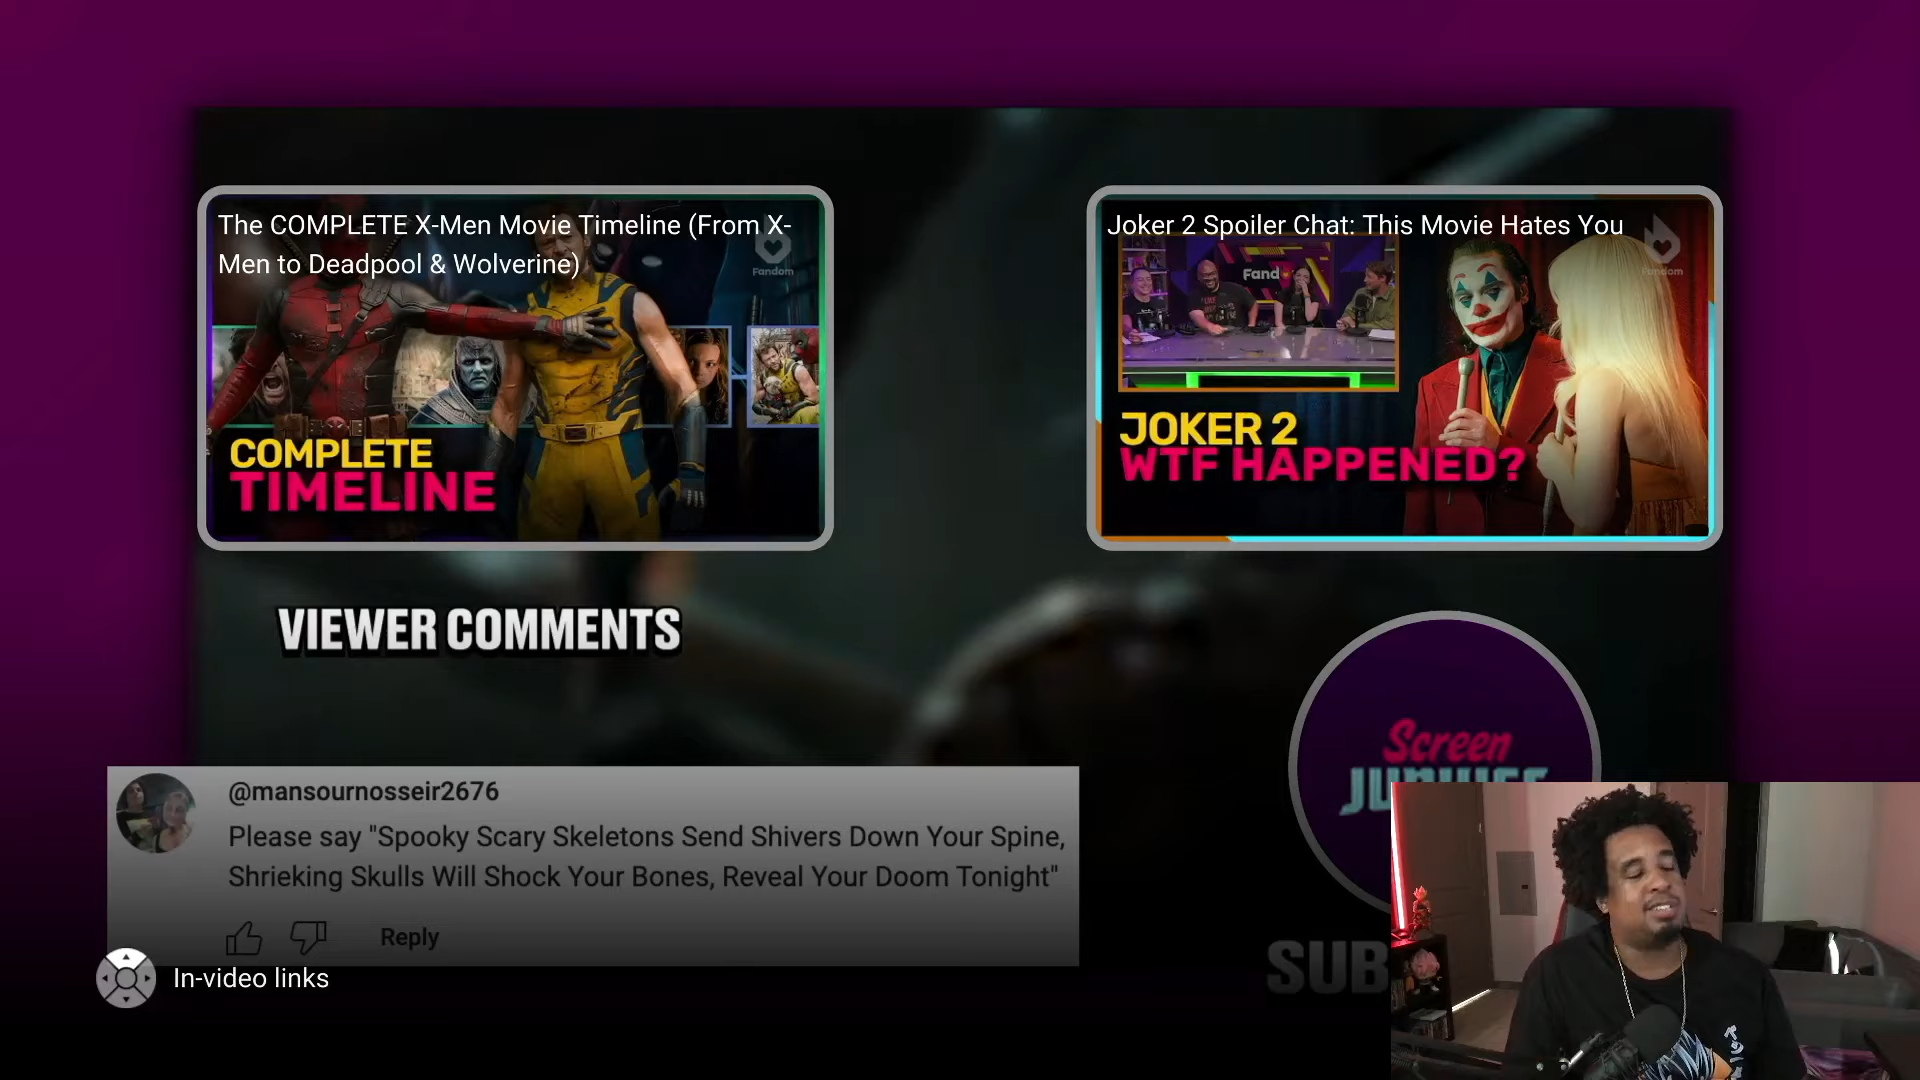 The COMPLETE X-Men Movie Timeline (From X-
Men to Deadpool & Wolverine)
Fandom
COMPLETE
TIMELINE
Joker 2 Spoiler Chat: This Movie Hates You
Fandom
Fand
JOKER 2
WTF HAPPENED?
VIEWER COMMENTS
Screen
@mansournosseir2676
Please say "Spooky Scary Skeletons Send Shivers Down Your Spine,
Shrieking Skulls Will Shock Your Bones, Reveal Your Doom Tonight"
Reply
In-video links
SUB